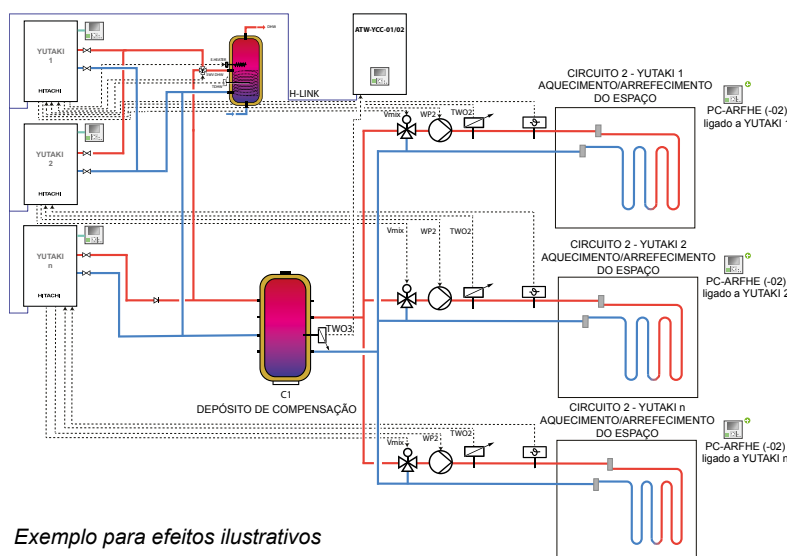 YUTAKI
1
HITACHI
DHW
ATW-YCC-01/02
H-LINK
YUTAKI
2
HITACHI
YUTAKI
n
HITACHI
Vmix
WP2
TWO2
CIRCUITO 2 - YUTAKI 1
AQUECIMENTO/ARREFECIMENTO
DO ESPAÇO
PC-ARFHE (-02)
ligado a YUTAKI 1
Vmix
WP2
TWO2
CIRCUITO 2 - YUTAKI 2
AQUECIMENTO/ARREFECIMENTO
DO ESPAÇO
PC-ARFHE (-02)
ligado a YUTAKI 2
TWO3
C1
DEPÓSITO DE COMPENSAÇÃO
Vmix
WP2
TWO2
CIRCUITO 2 - YUTAKI n
AQUECIMENTO/ARREFECIMENTO
DO ESPAÇO
PC-ARFHE (-02)
ligado a YUTAKI n
Exemplo para efeitos ilustrativos